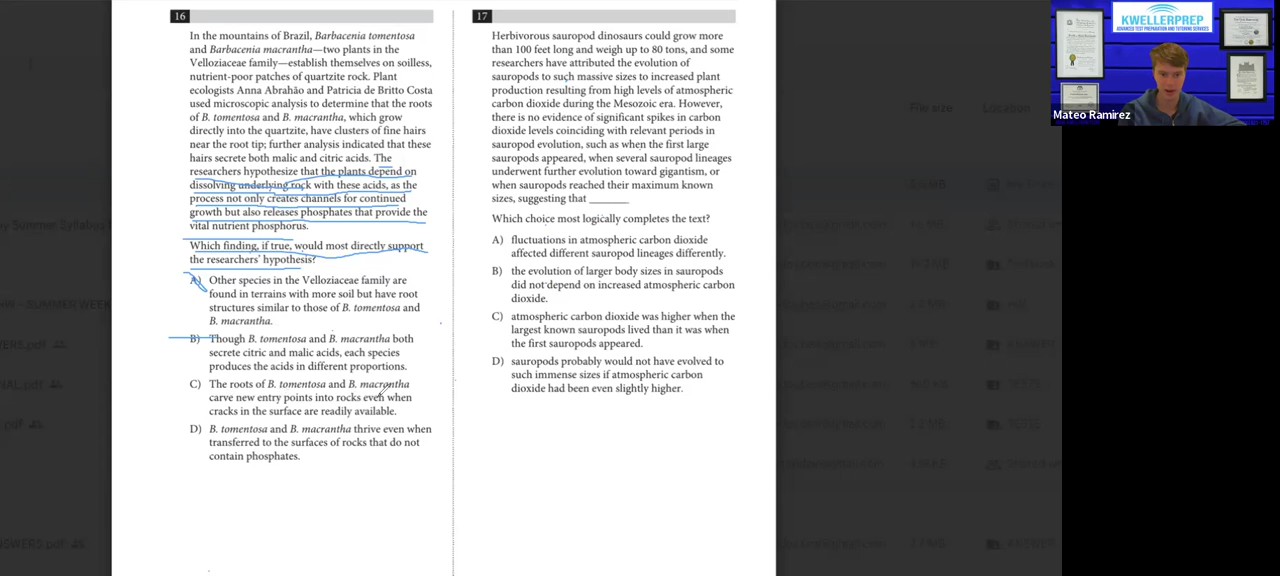 16
In the mountains of Brazil, Barbacenia tomentosa
and Barbacenia macrantha—two plants in the
Velloziaceae family—establish themselves on soilless,
nutrient-poor patches of quartzite rock. Plant
ecologists Anna Abrahão and Patricia de Britto Costa
used microscopic analysis to determine that the roots
of B. tomentosa and B. macrantha, which grow
directly into the quartzite, have clusters of fine hairs
near the root tip; further analysis indicated that these
hairs secrete both malic and citric acids. The
researchers hypothesize that the plants depend on
dissolving underlying rock with these acids, as the
process not only creates channels for continued
growth but also releases phosphates that provide the
vital nutrient phosphorus.
Which finding, if true, would most directly support
the researchers' hypothesis?
A) Other species in the Velloziaceae family are
found in terrains with more soil but have root
structures similar to those of B. tomentosa and
B. macrantha.
B) Though B. tomentosa and B. macrantha both
secrete citric and malic acids, each species
produces the acids in different proportions.
C) The roots of B. tomentosa and B. macrantha
carve new entry points into rocks even when
cracks in the surface are readily available.
D) B. tomentosa and B. macrantha thrive even when
transferred to the surfaces of rocks that do not
contain phosphates.
17
Herbivorous sauropod dinosaurs could grow more
than 100 feet long and weigh up to 80 tons, and some
researchers have attributed the evolution of
sauropods to such massive sizes to increased plant
production resulting from high levels of atmospheric
carbon dioxide during the Mesozoic era. However,
there is no evidence of significant spikes in carbon
dioxide levels coinciding with relevant periods in
sauropod evolution, such as when the first large
sauropods appeared, when several sauropod lineages
underwent further evolution toward gigantism, or
when sauropods reached their maximum known
sizes, suggesting that ______
Which choice most logically completes the text?
A) fluctuations in atmospheric carbon dioxide
affected different sauropod lineages differently.
B) the evolution of larger body sizes in sauropods
did not depend on increased atmospheric carbon
dioxide.
C) atmospheric carbon dioxide was higher when the
largest known sauropods lived than it was when
the first sauropods appeared.
D) sauropods probably would not have evolved to
such immense sizes if atmospheric carbon
dioxide had been even slightly higher.
KWELLERPREP
ADVANCED TEST PREPARATION AND TUTORING SERVICES
Mateo Ramirez
File size
Location